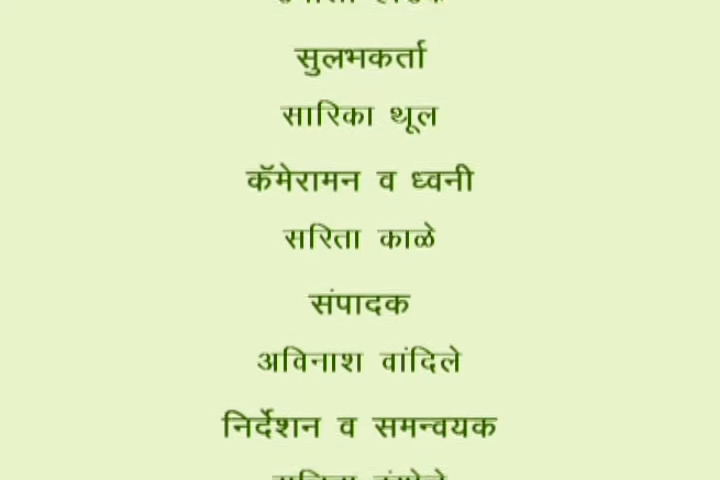 सुलभकर्ता
सारिका थूल
कॅमेरामन व ध्वनी
सरिता काळे
संपादक
अविनाश वांदिले
निर्देशन व समन्वयक